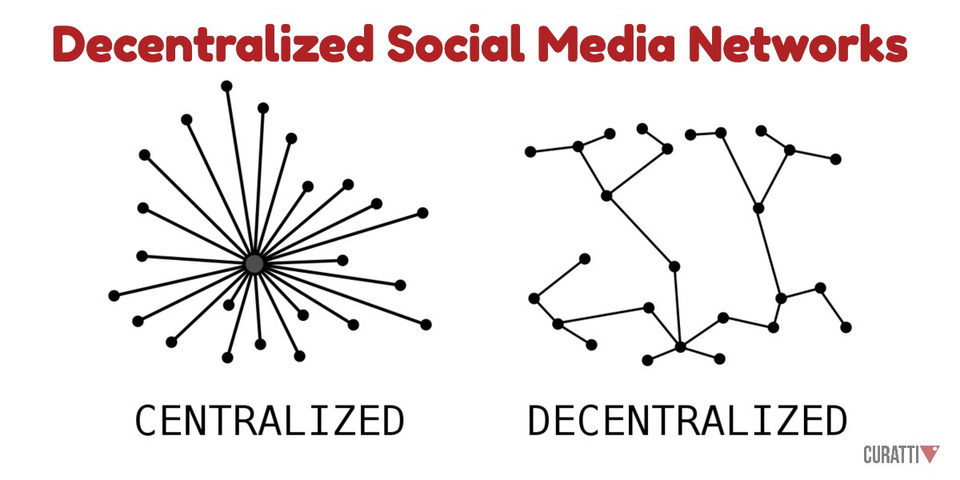 Decentralized Social Media Networks
CENTRALIZED
DECENTRALIZED
CURATTI